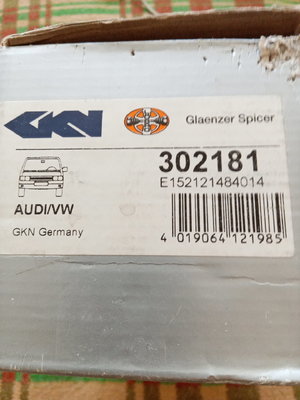 GKN
Glaenzer Spicer
302181
E152121484014
AUDI/VW
GKN Germany
4 019064 121985